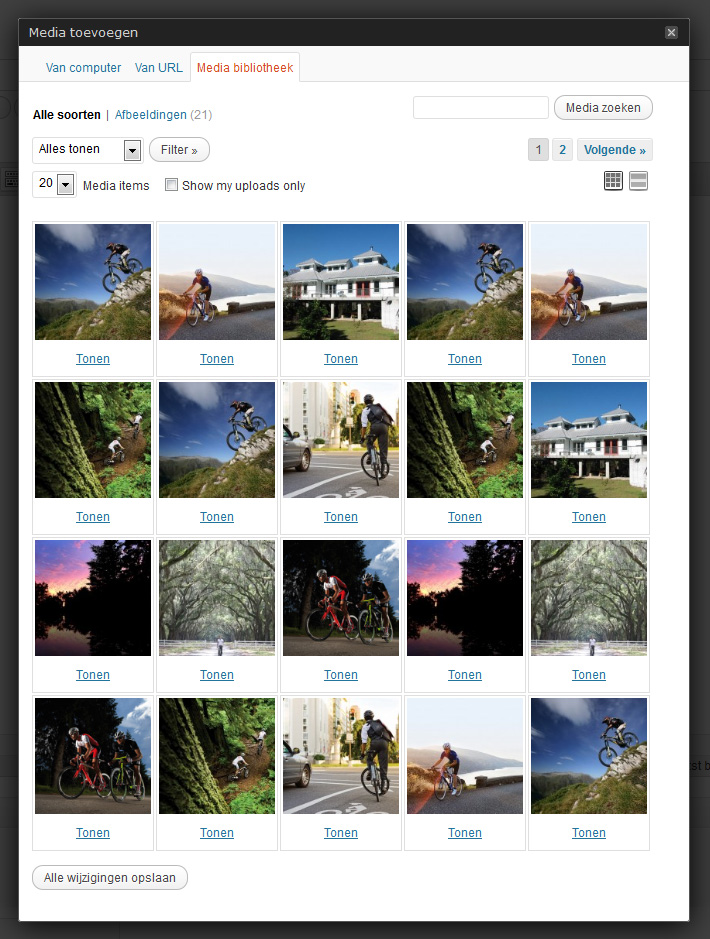 Media toevoegen
Van computer Van URL Media bibliotheek
Alle soorten | Afbeeldingen (21) Media zoeken
Alles tonen Filter » 1 2 Volgende »
20 Media items Show my uploads only
Tonen Tonen Tonen Tonen Tonen
Tonen Tonen Tonen Tonen Tonen
Tonen Tonen Tonen Tonen Tonen
Tonen Tonen Tonen Tonen Tonen
Alle wijzigingen opslaan